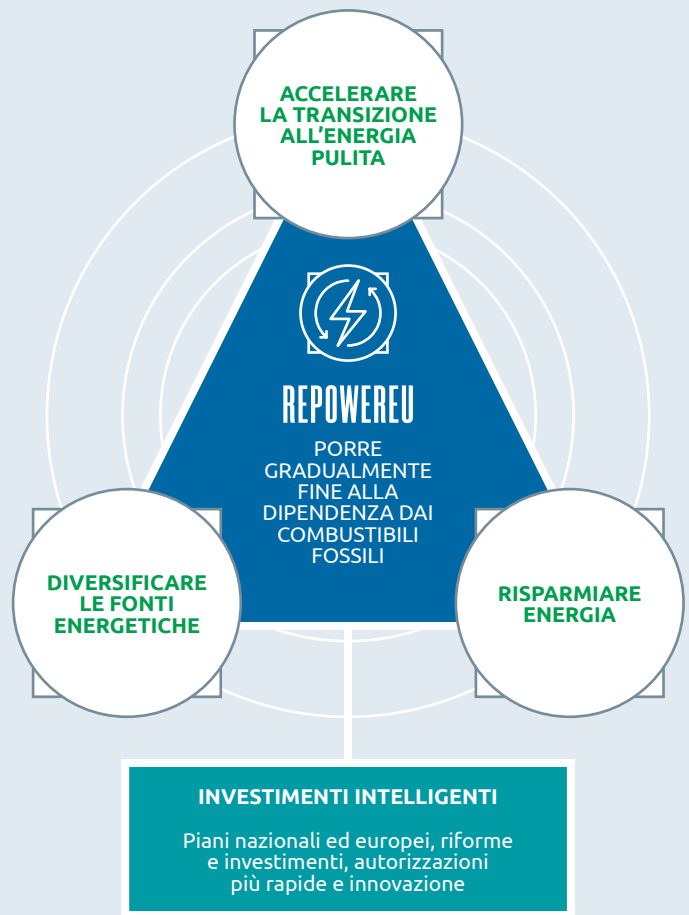 ACCELERARE
LA TRANSIZIONE
ALL'ENERGIA
PULITA
REPOWEREU
PORRE
GRADUALMENTE
FINE ALLA
DIPENDENZA DAI
COMBUSTIBILI
FOSSILI
DIVERSIFICARE
LE FONTI
ENERGETICHE
RISPARMIARE
ENERGIA
INVESTIMENTI INTELLIGENTI
Piani nazionali ed europei, riforme
e investimenti, autorizzazioni
più rapide e innovazione